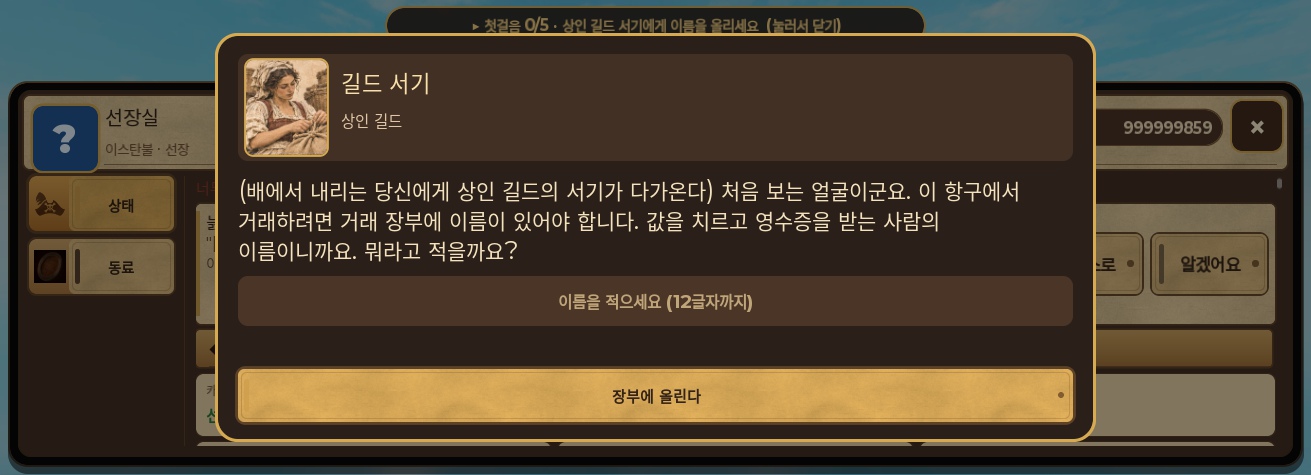 ▸ 첫걸음 0/5 · 상인 길드 서기에게 이름을 올리세요 (눌러서 닫기)
길드 서기
상인 길드
선장실
이스탄불 · 선장
999999859
×
?
상태
동료
(배에서 내리는 당신에게 상인 길드의 서기가 다가온다) 처음 보는 얼굴이군요. 이 항구에서
거래하려면 거래 장부에 이름이 있어야 합니다. 값을 치르고 영수증을 받는 사람의
이름이니까요. 뭐라고 적을까요?
알겠어요
이름을 적으세요 (12글자까지)
장부에 올린다